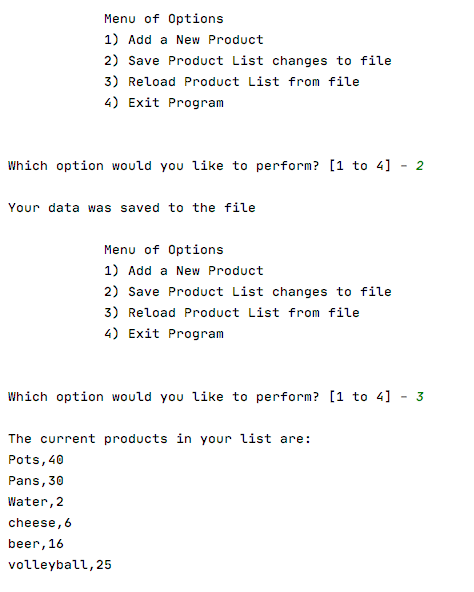 Menu of Options
1) Add a New Product
2) Save Product List changes to file
3) Reload Product List from file
4) Exit Program
Which option would you like to perform? [1 to 4] - 2
Your data was saved to the file
Menu of Options
1) Add a New Product
2) Save Product List changes to file
3) Reload Product List from file
4) Exit Program
Which option would you like to perform? [1 to 4] - 3
The current products in your list are:
Pots,40
Pans,30
Water,2
cheese,6
beer,16
volleyball,25